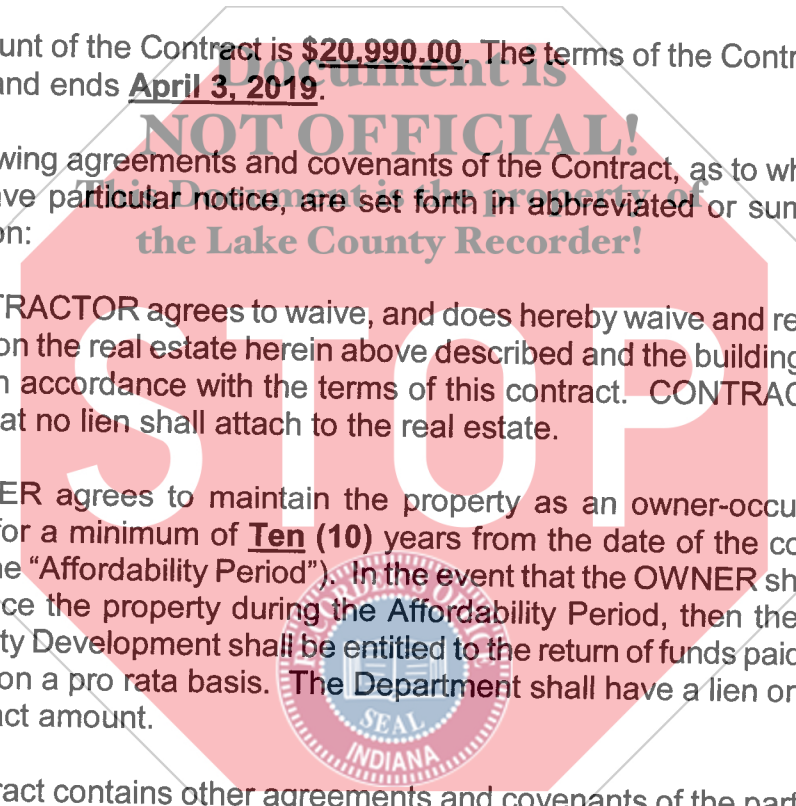 unt of the Contract is $20,990.00. The terms of the Contr
and ends April 3, 2019.
Document is
NOT OFFICIAL!
wing agreements and covenants of the Contract, as to wh
This Document is the property of
ve particular notice, are set forth in abbreviated or sum
the Lake County Recorder!
on:
TRACTOR agrees to waive, and does hereby waive and re
on the real estate herein above described and the building
n accordance with the terms of this contract. CONTRAC
at no lien shall attach to the real estate.
STOP
ER agrees to maintain the property as an owner-occu
for a minimum of Ten (10) years from the date of the co
ne “Affordability Period”). In the event that the OWNER sh
ce the property during the Affordability Period, then the
ty Development shall be entitled to the return of funds paid
on a pro rata basis. The Department shall have a lien or
act amount.
RECORDER'S OFFICE
SEAL
INDIANA
ract contains other agreements and covenants of the part